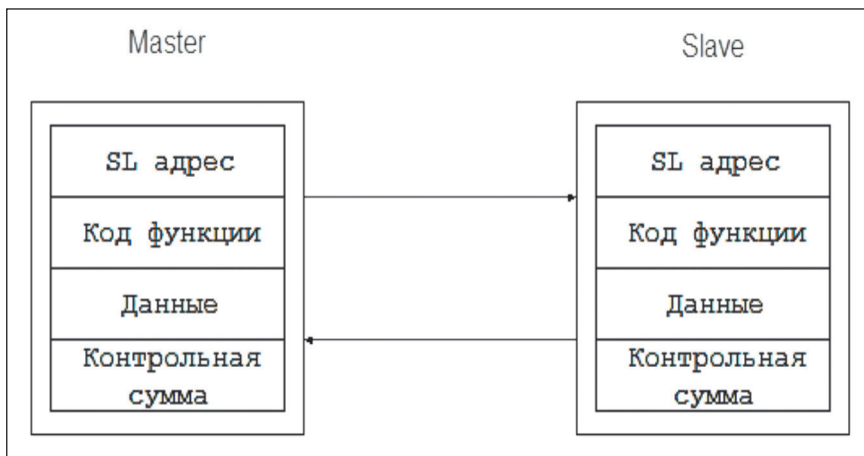 Master
Slave
SL адрес
Код функции
Данные
Контрольная
сумма
SL адрес
Код функции
Данные
Контрольная
сумма